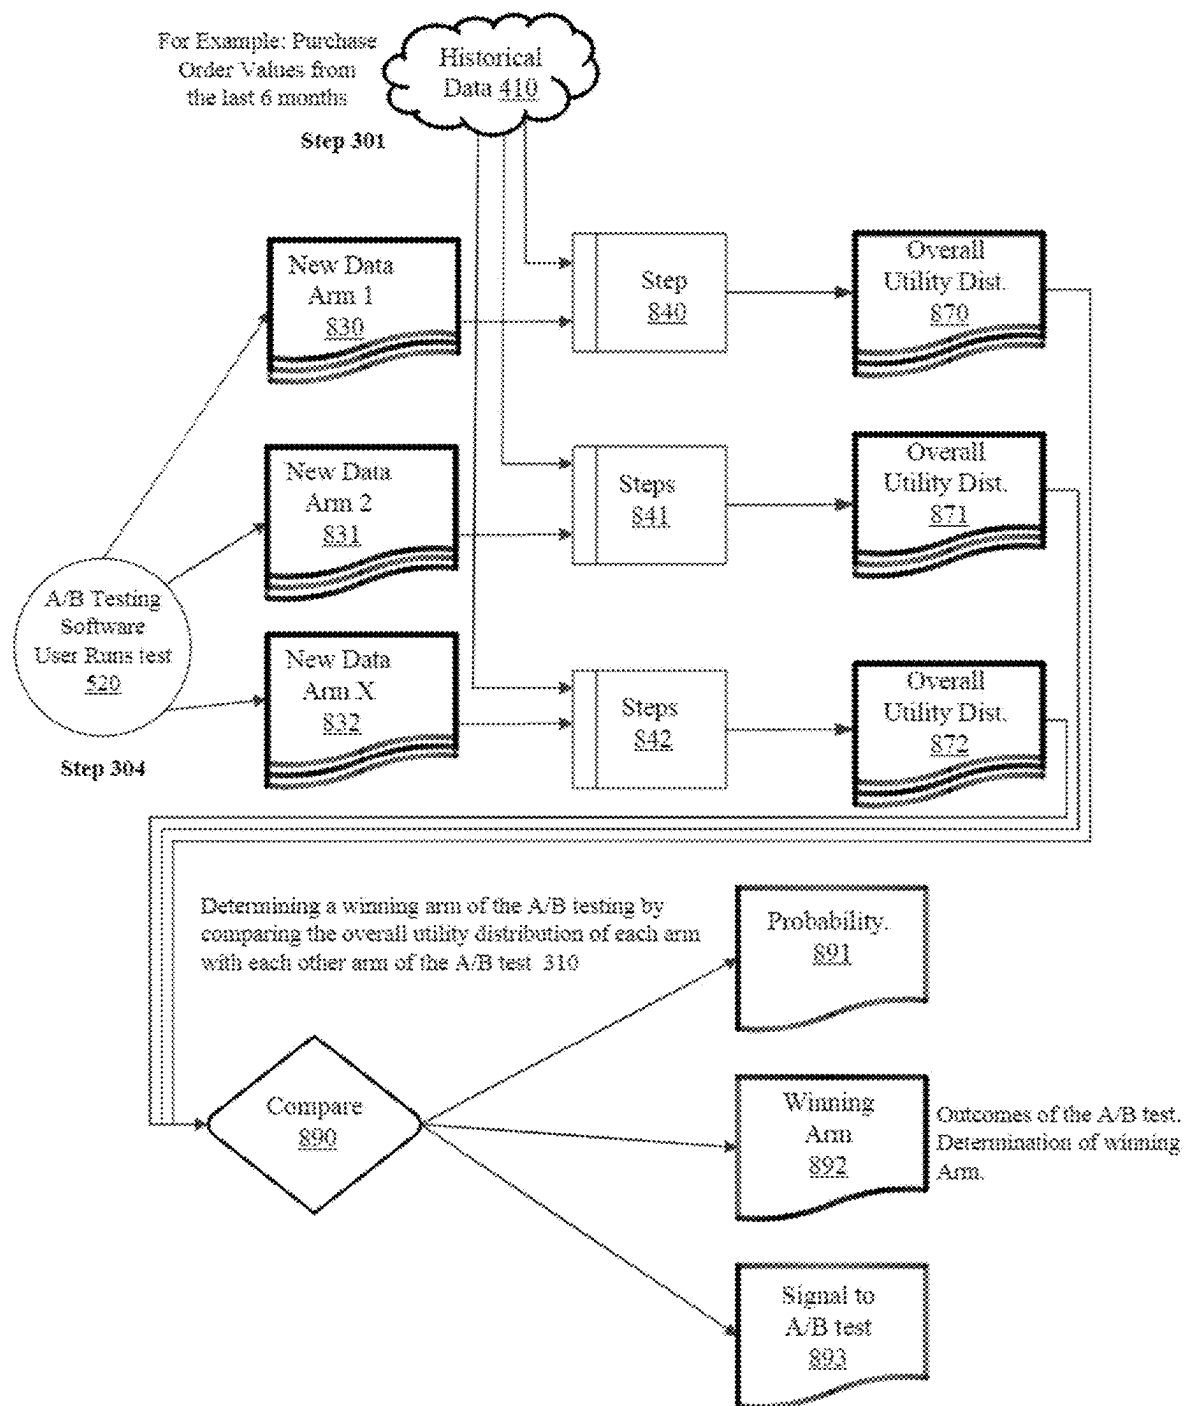 For Example: Purchase
Order Values from
the last 6 months
Step 301
Historical
Data 410
New Data
Arm 1
830
Step
840
Overall
Utility Dist.
870
New Data
Arm 2
831
Steps
841
Overall
Utility Dist.
871
A/B Testing
Software
User Runs test
520
Step 304
New Data
Arm X
832
Steps
842
Overall
Utility Dist.
872
Determining a winning arm of the A/B testing by
comparing the overall utility distribution of each arm
with each other arm of the A/B test 310
Compare
890
Probability.
891
Winning
Arm
892
Outcomes of the A/B test.
Determination of winning
Arm.
Signal to
A/B test
893